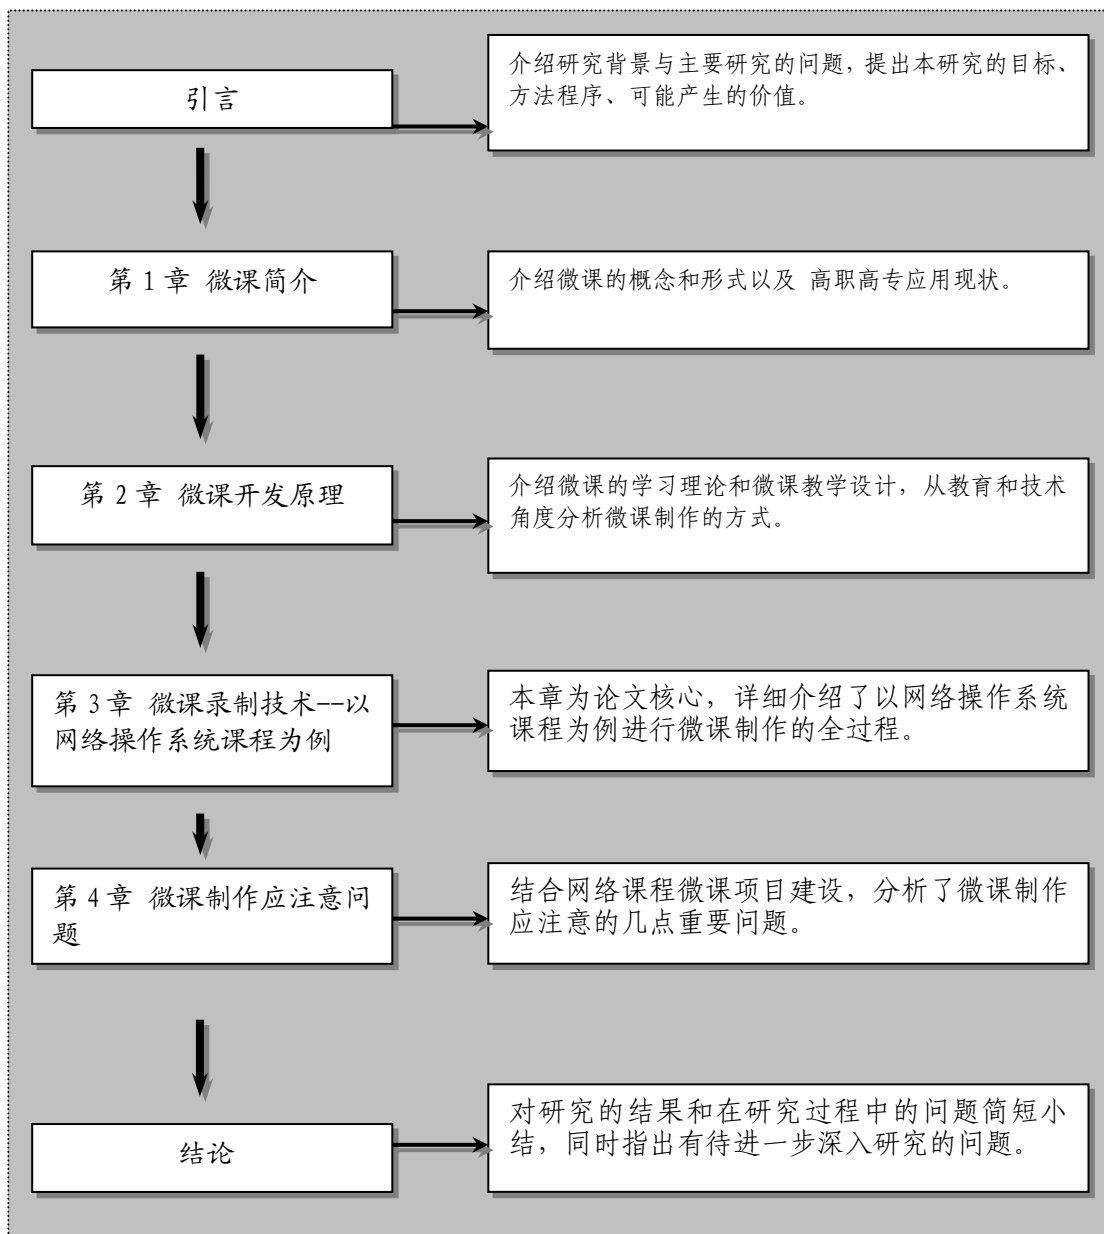 引言
介绍研究背景与主要研究的问题，提出本研究的目标、
方法程序、可能产生的价值。
第 1 章 微课简介
介绍微课的概念和形式以及 高职高专应用现状。
第 2 章 微课开发原理
介绍微课的学习理论和微课教学设计，从教育和技术
角度分析微课制作的方式。
第 3 章 微课录制技术--以
网络操作系统课程为例
本章为论文核心，详细介绍了以网络操作系统
课程为例进行微课制作的全过程。
第 4 章 微课制作应注意问
题
结合网络课程微课项目建设，分析了微课制作
应注意的几点重要问题。
结论
对研究的结果和在研究过程中的问题简短小
结，同时指出有待进一步深入研究的问题。